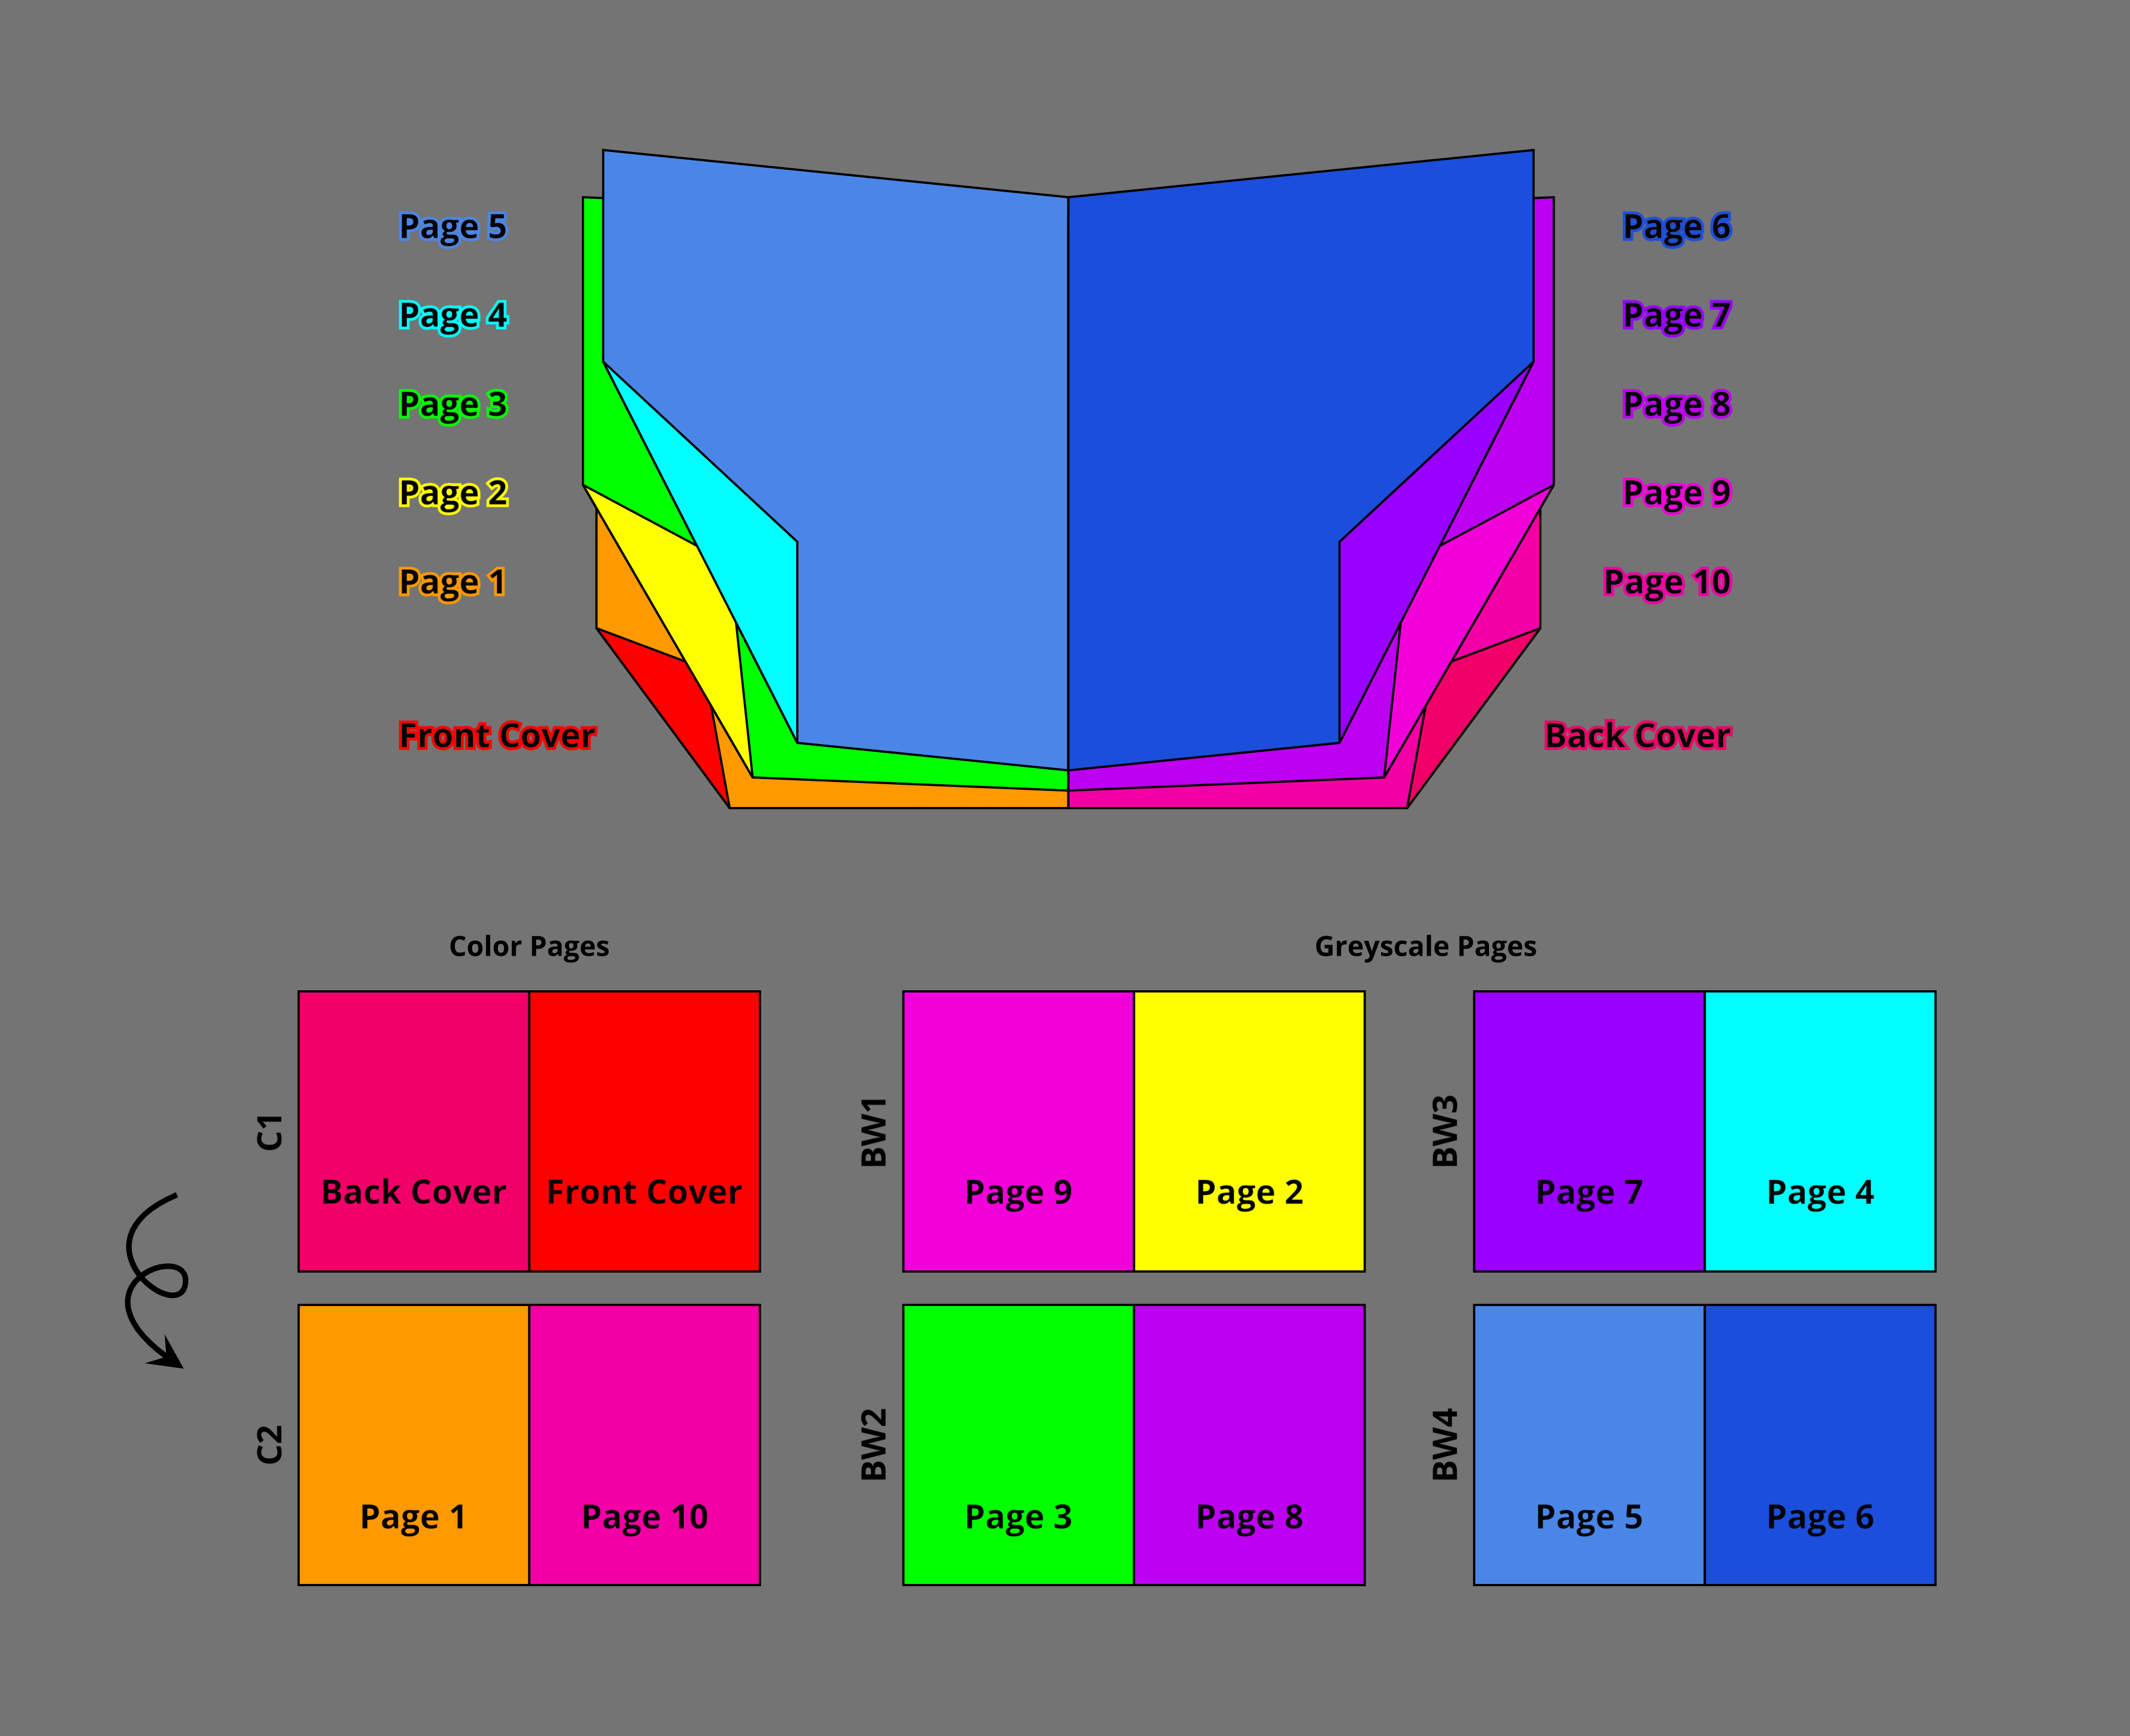 Page 5
Page 4
Page 3
Page 2
Page 1
Front Cover
Page 6
Page 7
Page 8
Page 9
Page 10
Back Cover
Color Pages
Greyscale Pages
C1
Back Cover
Front Cover
BW1
Page 9
Page 2
BW3
Page 7
Page 4
C2
Page 1
Page 10
BW2
Page 3
Page 8
BW4
Page 5
Page 6